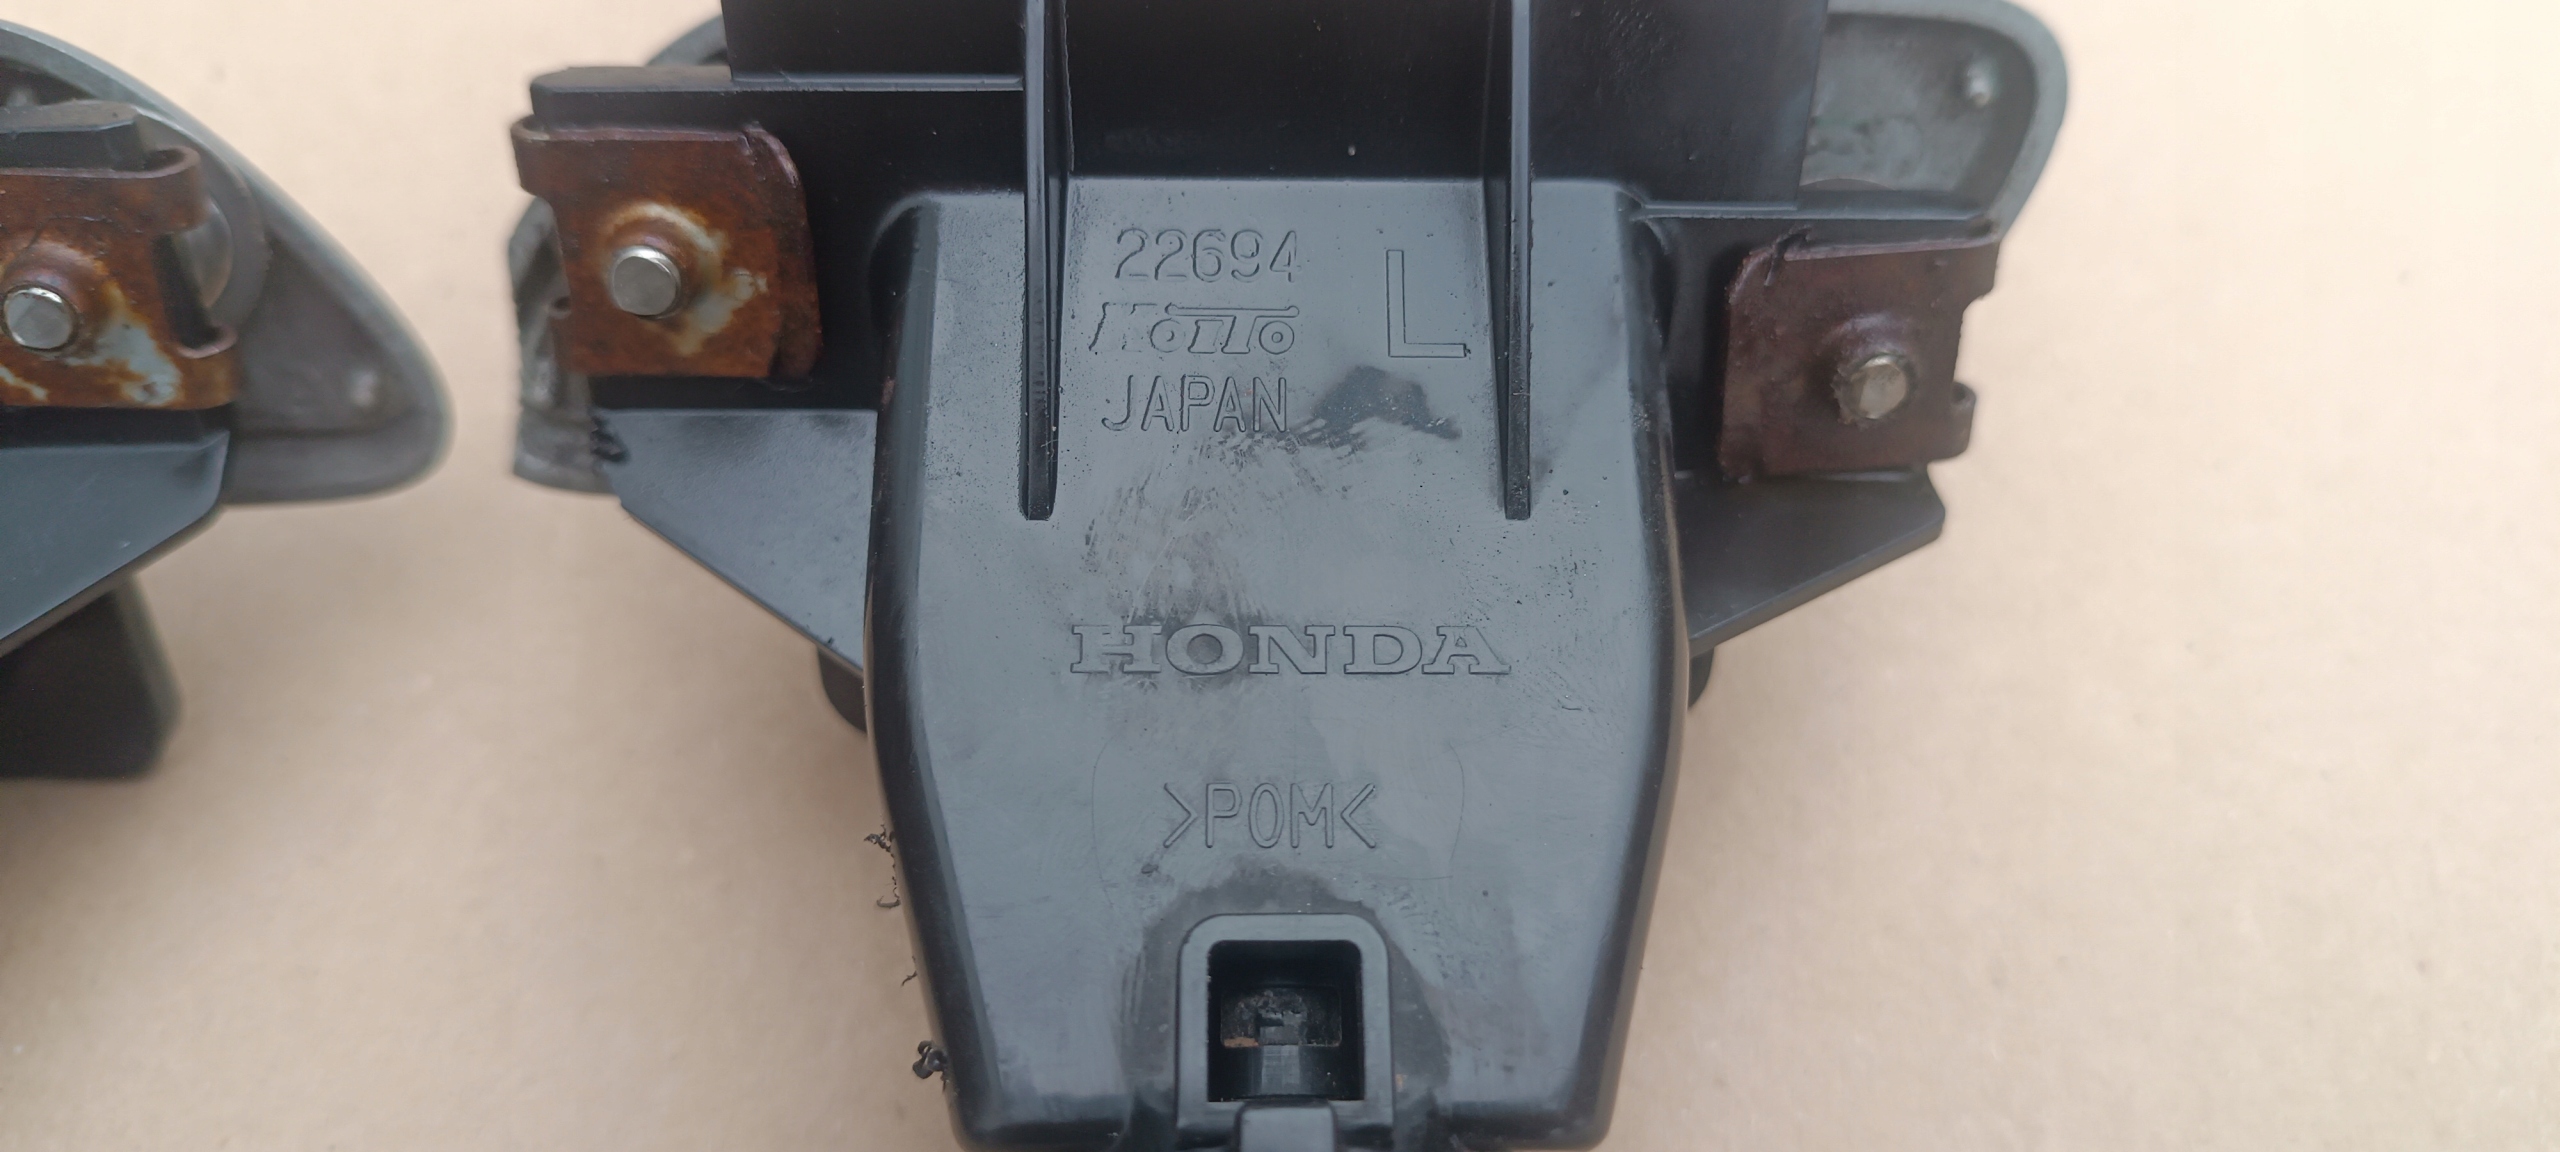 22694
KOITO
L
JAPAN
HONDA
>POM<